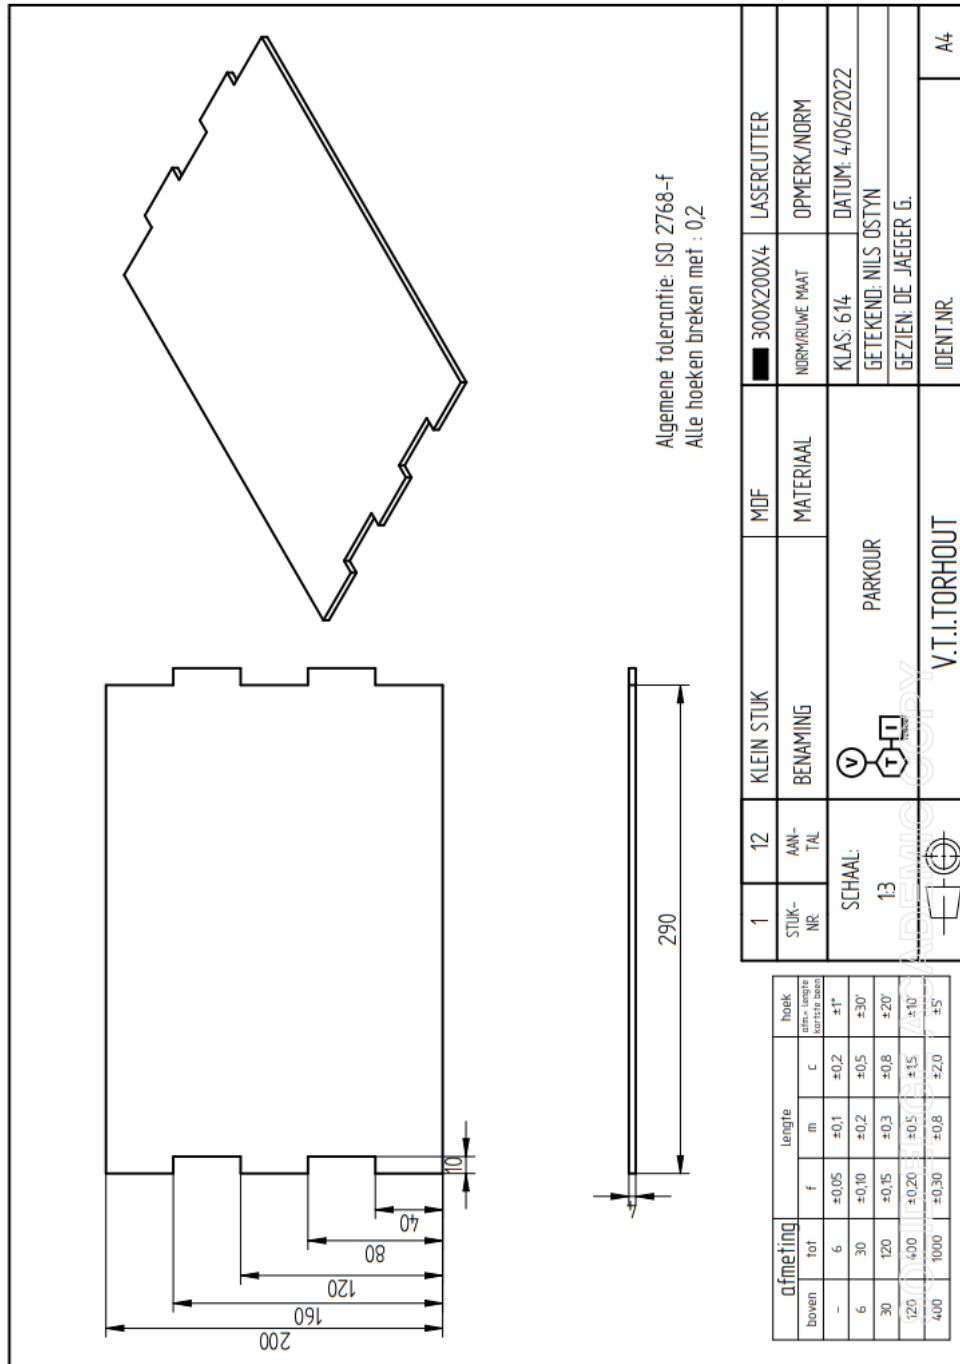 Algemene tolerantie: ISO 2768-f
Alle hoeken breken met : 0,2
200
160
120
80
40
10
290
4
1 12 KLEIN STUK MDF 300X200X4 LASERCUTTER
STUK-NR. AAN-TAL BENAMING MATERIAAL NORM/RUWE MAAT OPMERK./NORM
SCHAAL:
1:3
V
T I
PARKOUR
KLAS: 614 DATUM: 4/06/2022
GETEKEND: NILS OSTYN
GEZIEN: DE JAEGER G.
V.T.I.TORHOUT IDENT.NR. A4
afmeting lengte hoek
boven tot f m c afm.= lengte kortste been
- 6 ±0,05 ±0,1 ±0,2 ±1°
6 30 ±0,10 ±0,2 ±0,5 ±30'
30 120 ±0,15 ±0,3 ±0,8 ±20'
120 400 ±0,20 ±0,5 ±1,5 ±10'
400 1000 ±0,30 ±0,8 ±2,0 ±5'
SOLID EDGE ACADEMIC COPY